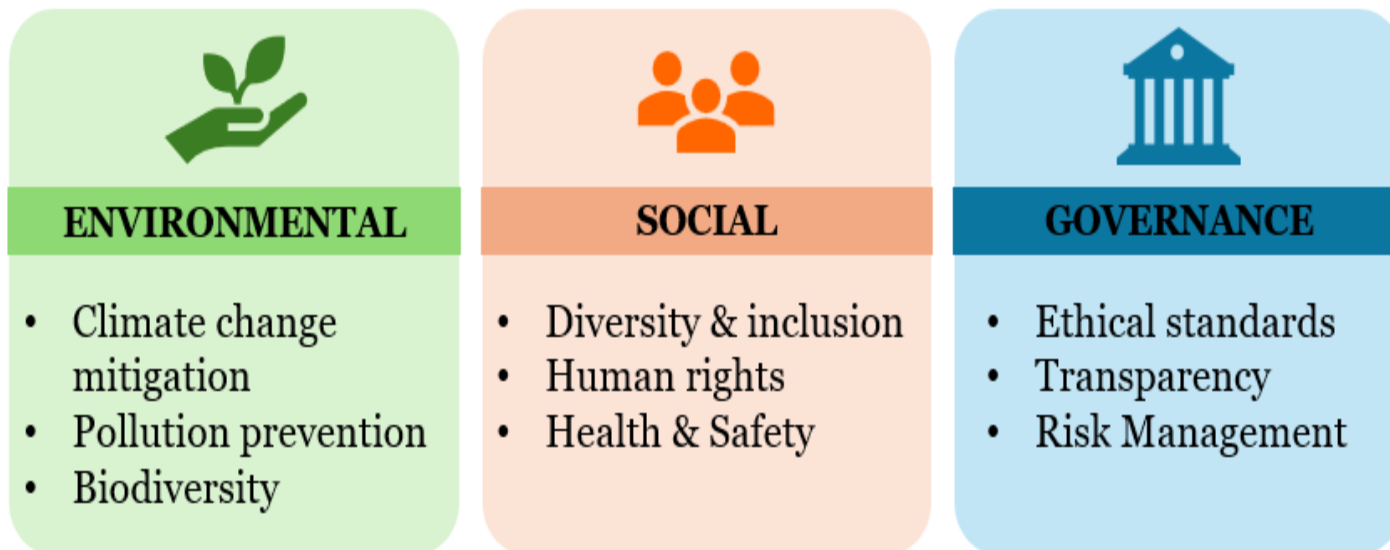 ENVIRONMENTAL
• Climate change
mitigation
• Pollution prevention
• Biodiversity
SOCIAL
• Diversity & inclusion
• Human rights
• Health & Safety
GOVERNANCE
• Ethical standards
• Transparency
• Risk Management